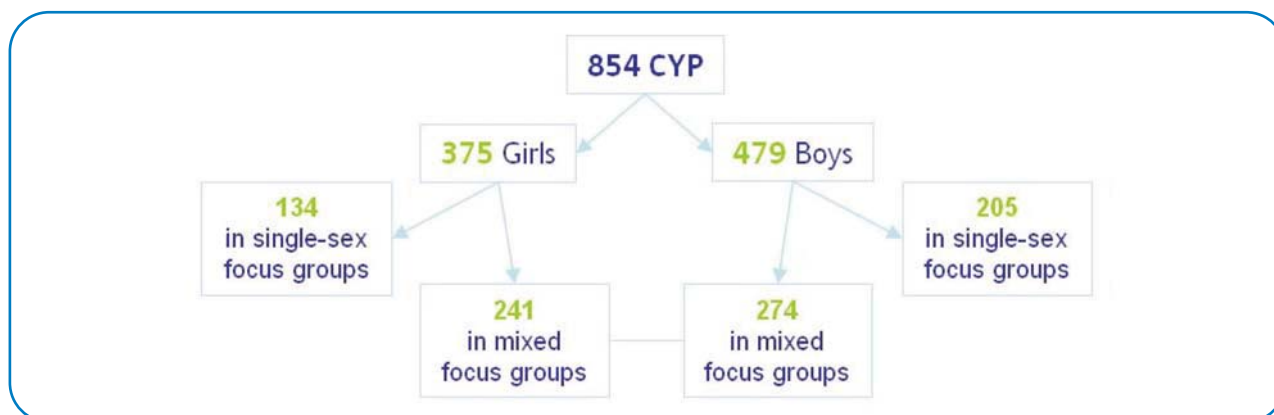 854 CYP
375 Girls
479 Boys
134
in single-sex
focus groups
205
in single-sex
focus groups
241
in mixed
focus groups
274
in mixed
focus groups